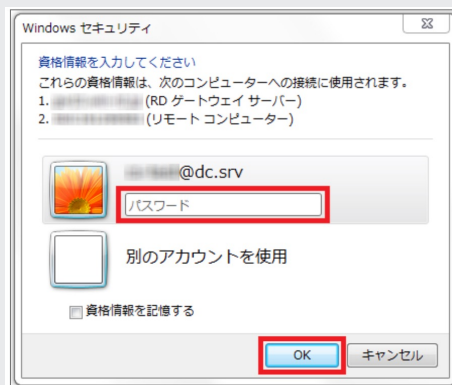 Windows セキュリティ
資格情報を入力してください
これらの資格情報は、次のコンピューターへの接続に使用されます。
1. (RD ゲートウェイ サーバー)
2. (リモート コンピューター)
@dc.srv
パスワード
別のアカウントを使用
資格情報を記憶する
OK キャンセル